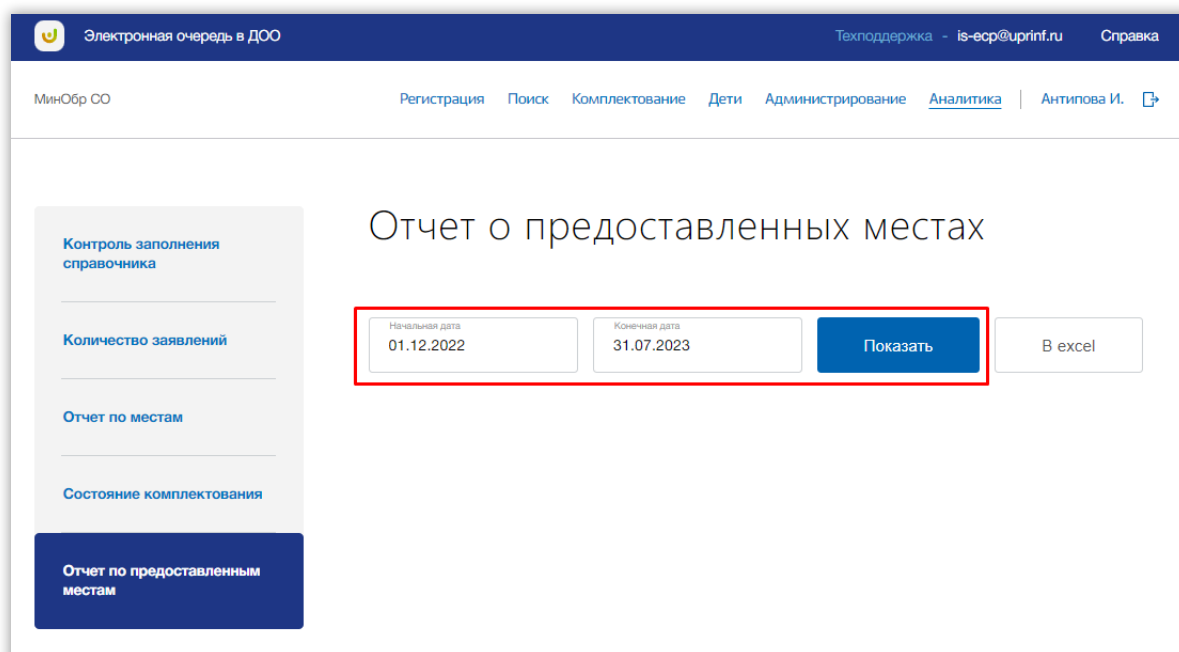 Электронная очередь в ДОО
Техподдержка - is-ecp@uprinf.ru Справка
МинОбр СО
Регистрация Поиск Комплектование Дети Администрирование Аналитика Антипова И.
Отчет о предоставленных местах
Контроль заполнения
справочника
Количество заявлений
Отчет по местам
Состояние комплектования
Отчет по предоставленным
местам
Начальная дата
01.12.2022
Конечная дата
31.07.2023
Показать
В excel